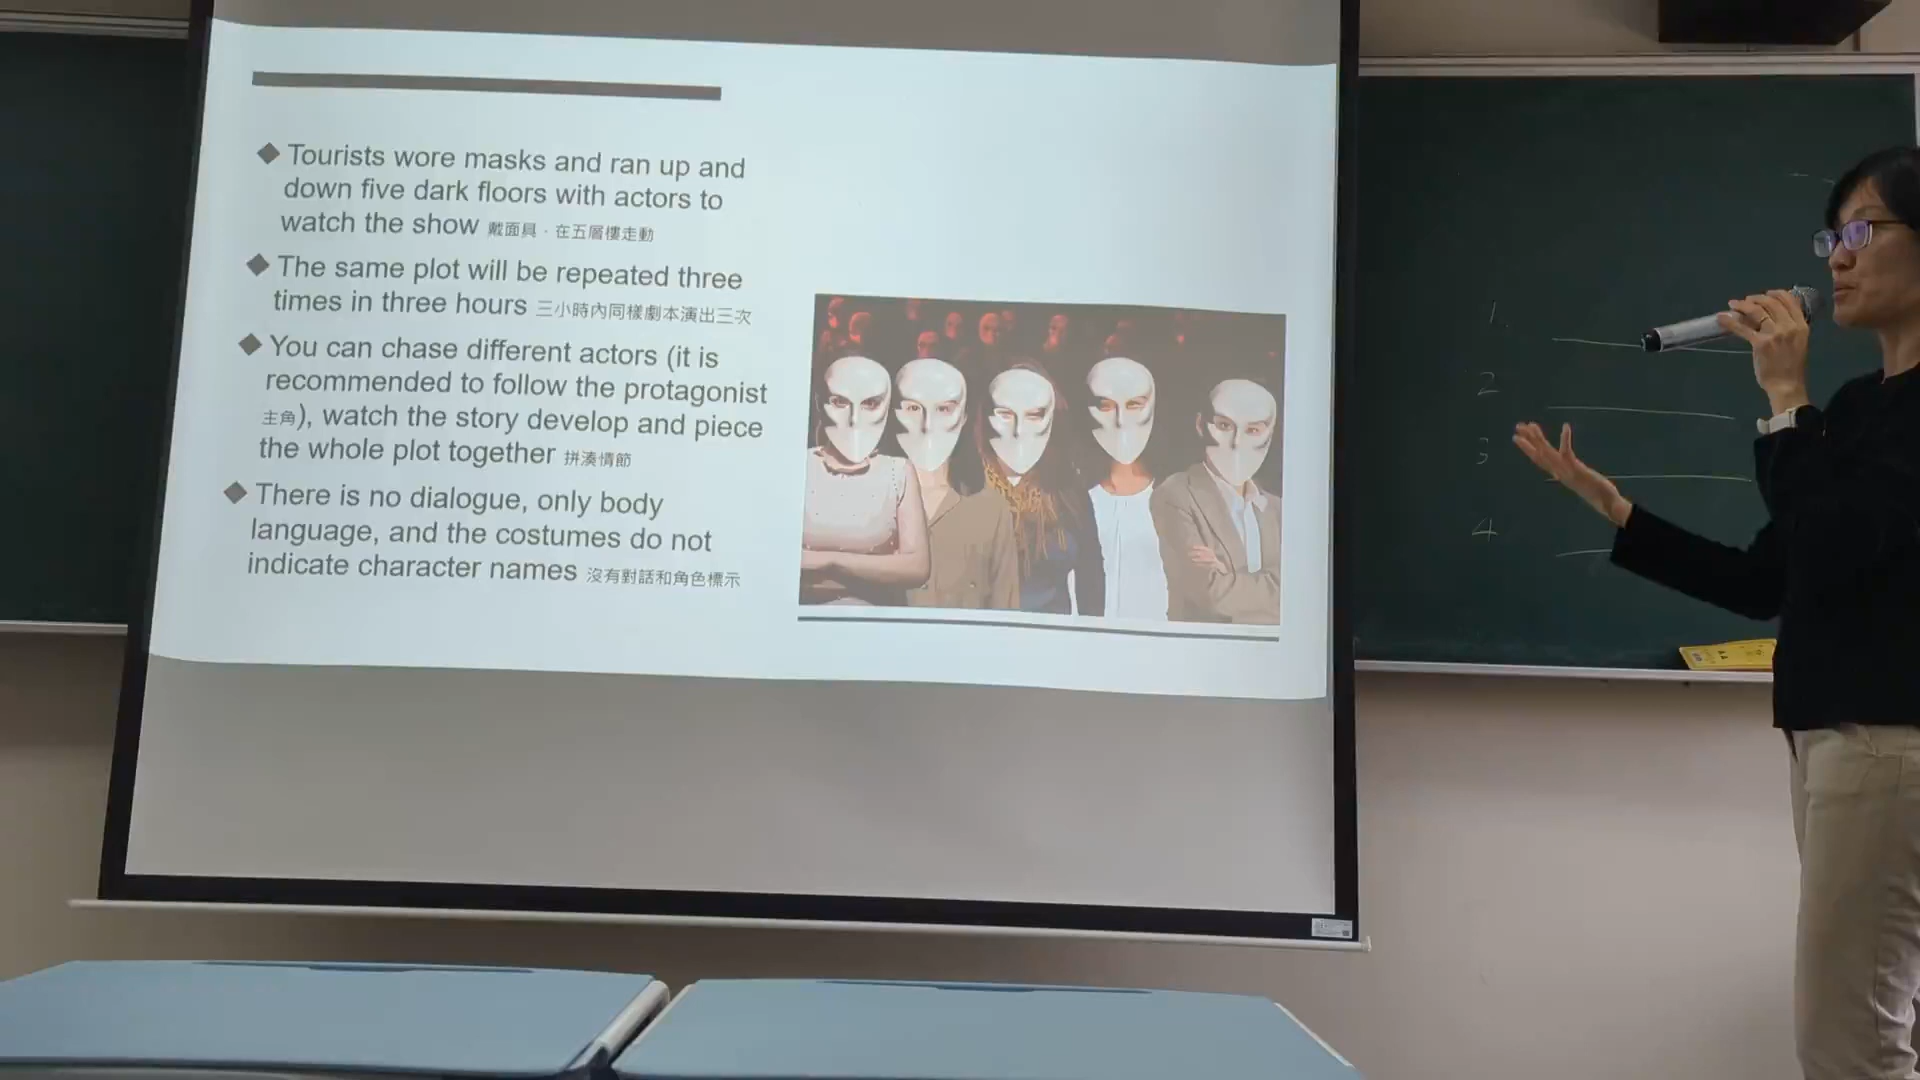 ◆ Tourists wore masks and ran up and
down five dark floors with actors to
watch the show 戴面具，在五層樓走動
◆ The same plot will be repeated three
times in three hours 三小時內同樣劇本演出三次
◆ You can chase different actors (it is
recommended to follow the protagonist
主角), watch the story develop and piece
the whole plot together 拼湊情節
◆ There is no dialogue, only body
language, and the costumes do not
indicate character names 沒有對話和角色標示
1.
2
3
4